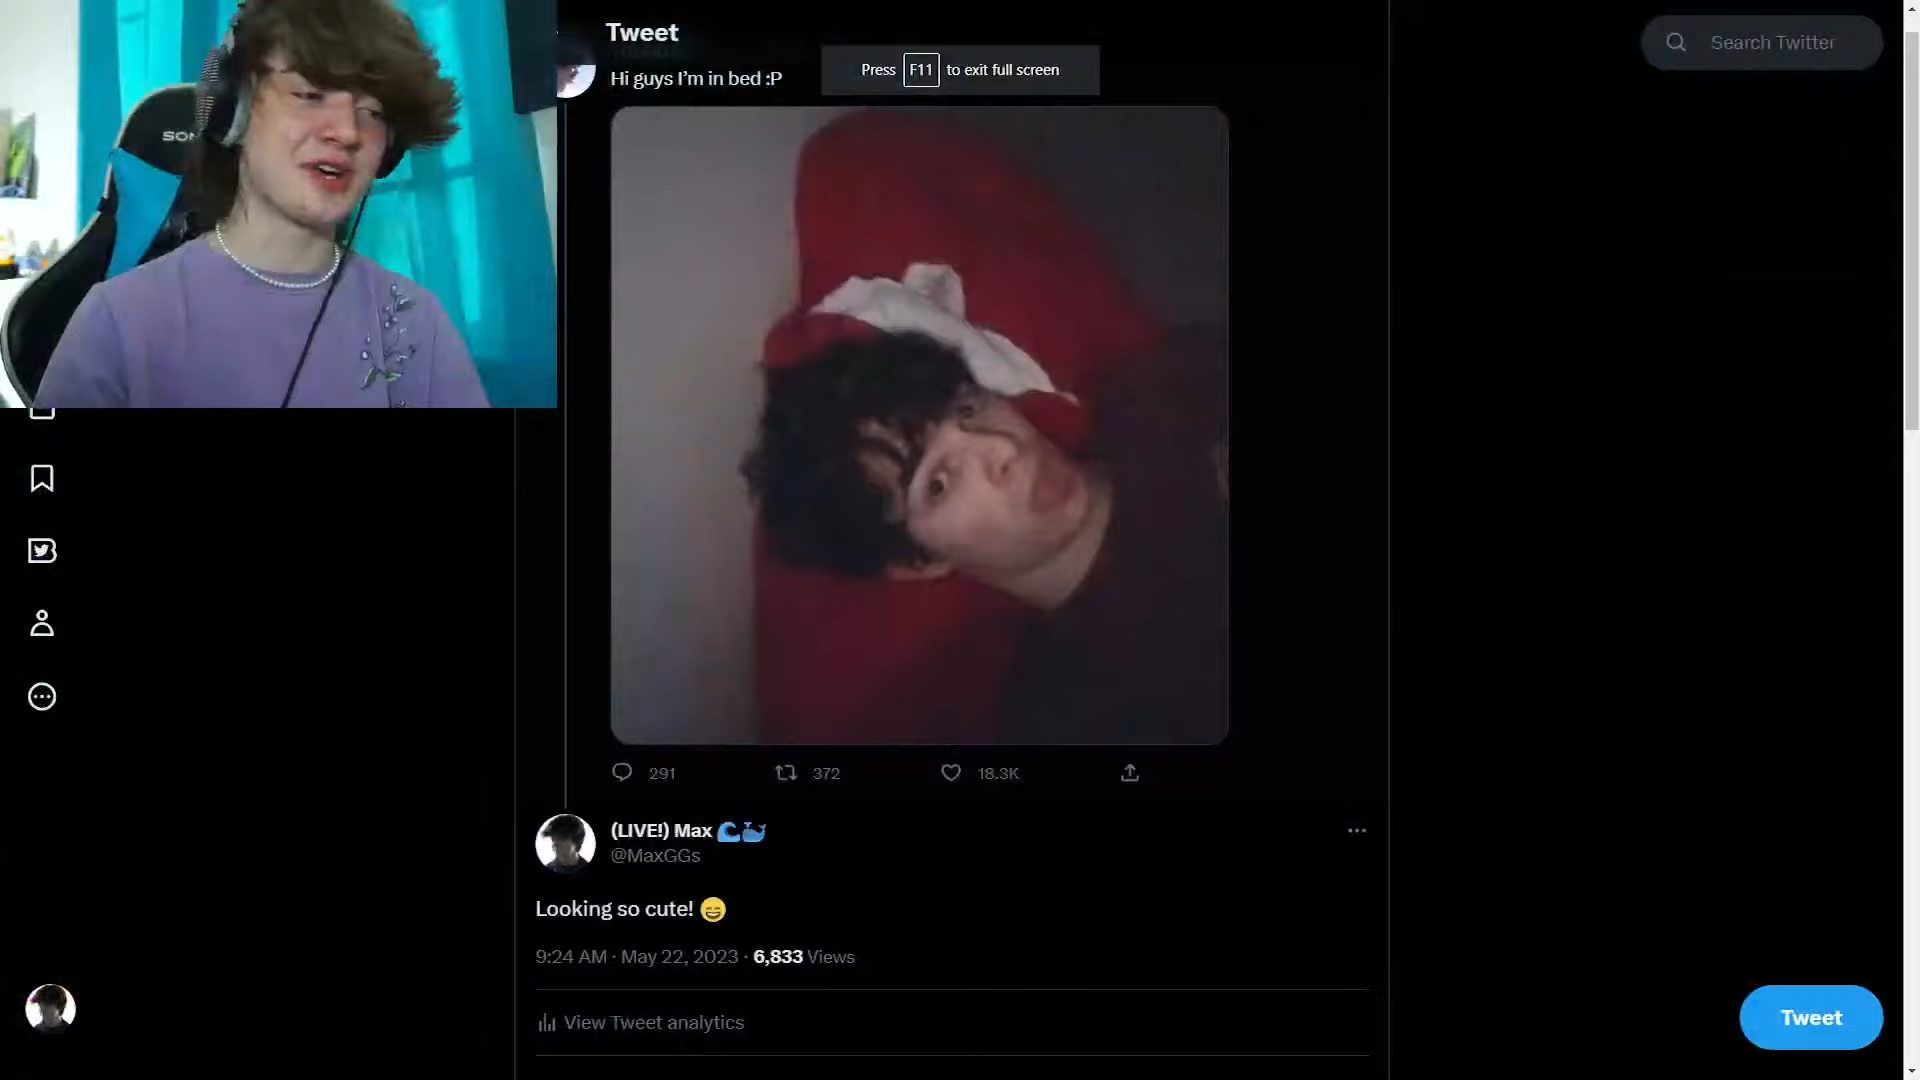 Tweet
Search Twitter
Press F11 to exit full screen
Hi guys I’m in bed :P
SON
291 372 18.3K
(LIVE!) Max 🌊🐳
@MaxGGs
Looking so cute! 😄
9:24 AM · May 22, 2023 · 6,833 Views
View Tweet analytics
Tweet